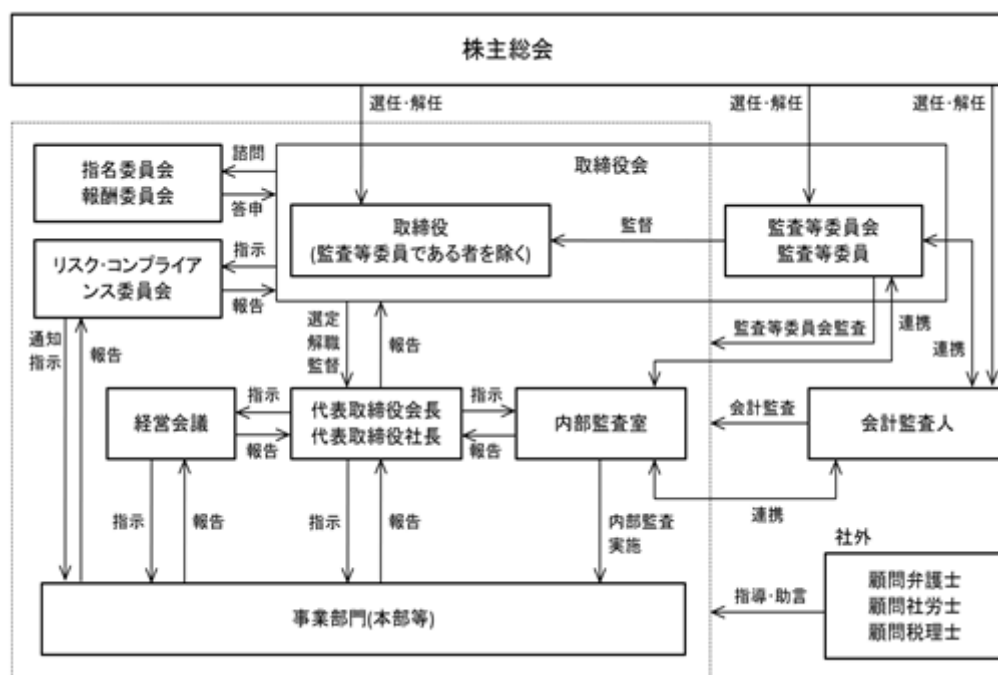 株主総会
選任・解任
選任・解任
選任・解任
指名委員会
報酬委員会
諮問
答申
取締役会
取締役
(監査等委員である者を除く)
監督
監査等委員会
監査等委員
リスク・コンプライア
ンス委員会
指示
報告
通知
指示
報告
選定
解職
監督
報告
監査等委員会監査
連携
連携
経営会議
指示
報告
代表取締役会長
代表取締役社長
指示
報告
内部監査室
会計監査
会計監査人
指示
報告
指示
報告
内部監査
実施
連携
社外
事業部門(本部等)
指導・助言
顧問弁護士
顧問社労士
顧問税理士